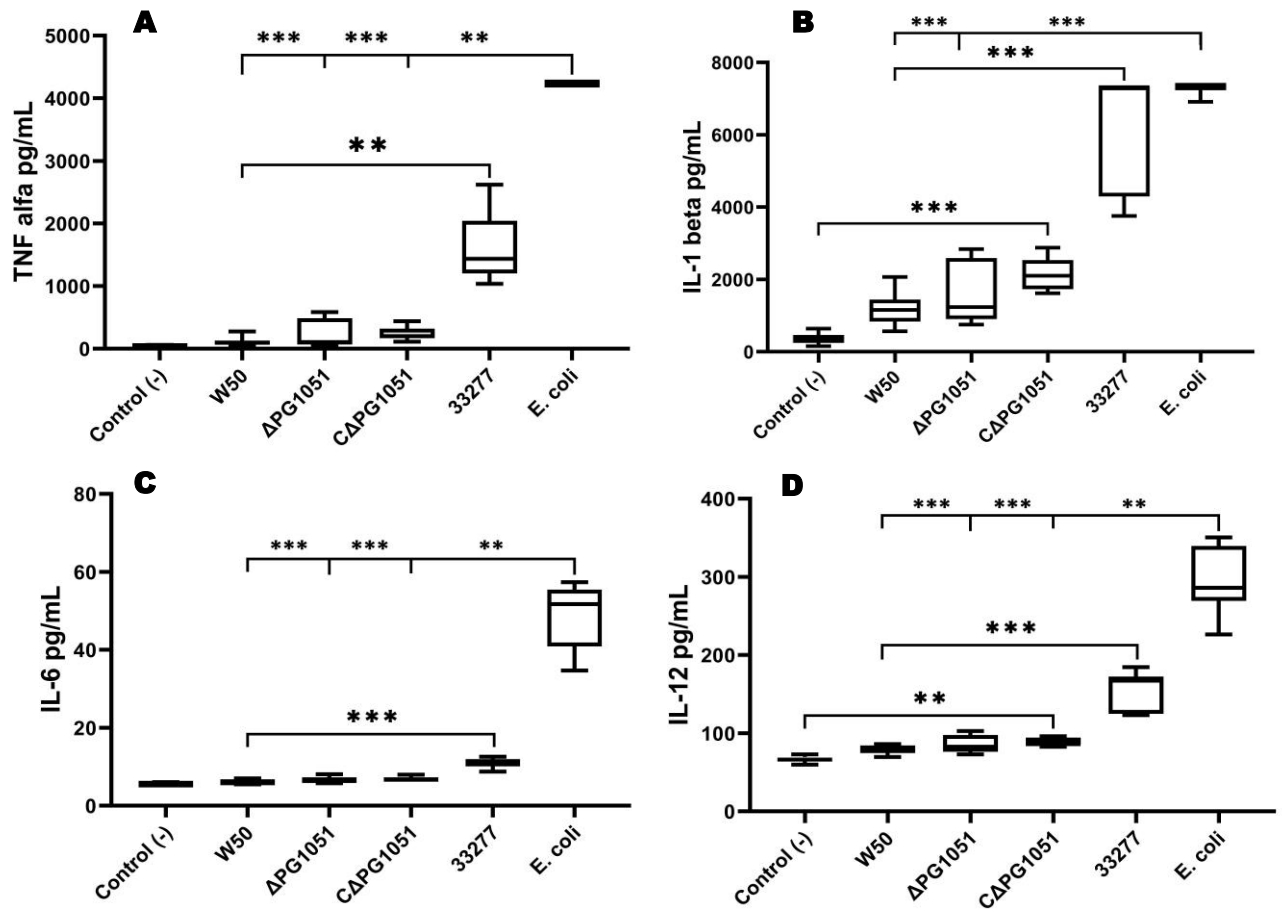 A
TNF alfa pg/mL
5000
4000
3000
2000
1000
0
*** *** **
**
Control (-)
W50
ΔPG1051
CΔPG1051
33277
E. coli
B
IL-1 beta pg/mL
8000
6000
4000
2000
0
*** ***
***
***
Control (-)
W50
ΔPG1051
CΔPG1051
33277
E. coli
C
IL-6 pg/mL
80
60
40
20
0
*** *** **
***
Control (-)
W50
ΔPG1051
CΔPG1051
33277
E. coli
D
IL-12 pg/mL
400
300
200
100
0
*** *** **
***
**
Control (-)
W50
ΔPG1051
CΔPG1051
33277
E. coli